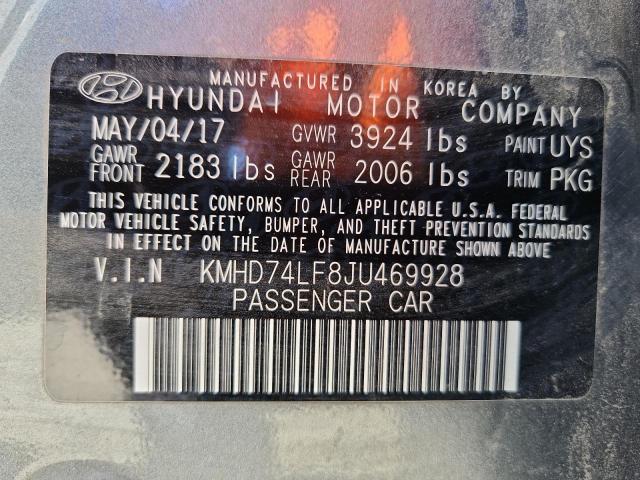 MANUFACTURED IN KOREA BY
HYUNDAI MOTOR COMPANY
MAY/04/17 GVWR 3924 lbs PAINT UYS
GAWR FRONT 2183 lbs GAWR REAR 2006 lbs TRIM PKG
THIS VEHICLE CONFORMS TO ALL APPLICABLE U.S.A. FEDERAL
MOTOR VEHICLE SAFETY, BUMPER, AND THEFT PREVENTION STANDARDS
IN EFFECT ON THE DATE OF MANUFACTURE SHOWN ABOVE
V.I.N KMHD74LF8JU469928
PASSENGER CAR